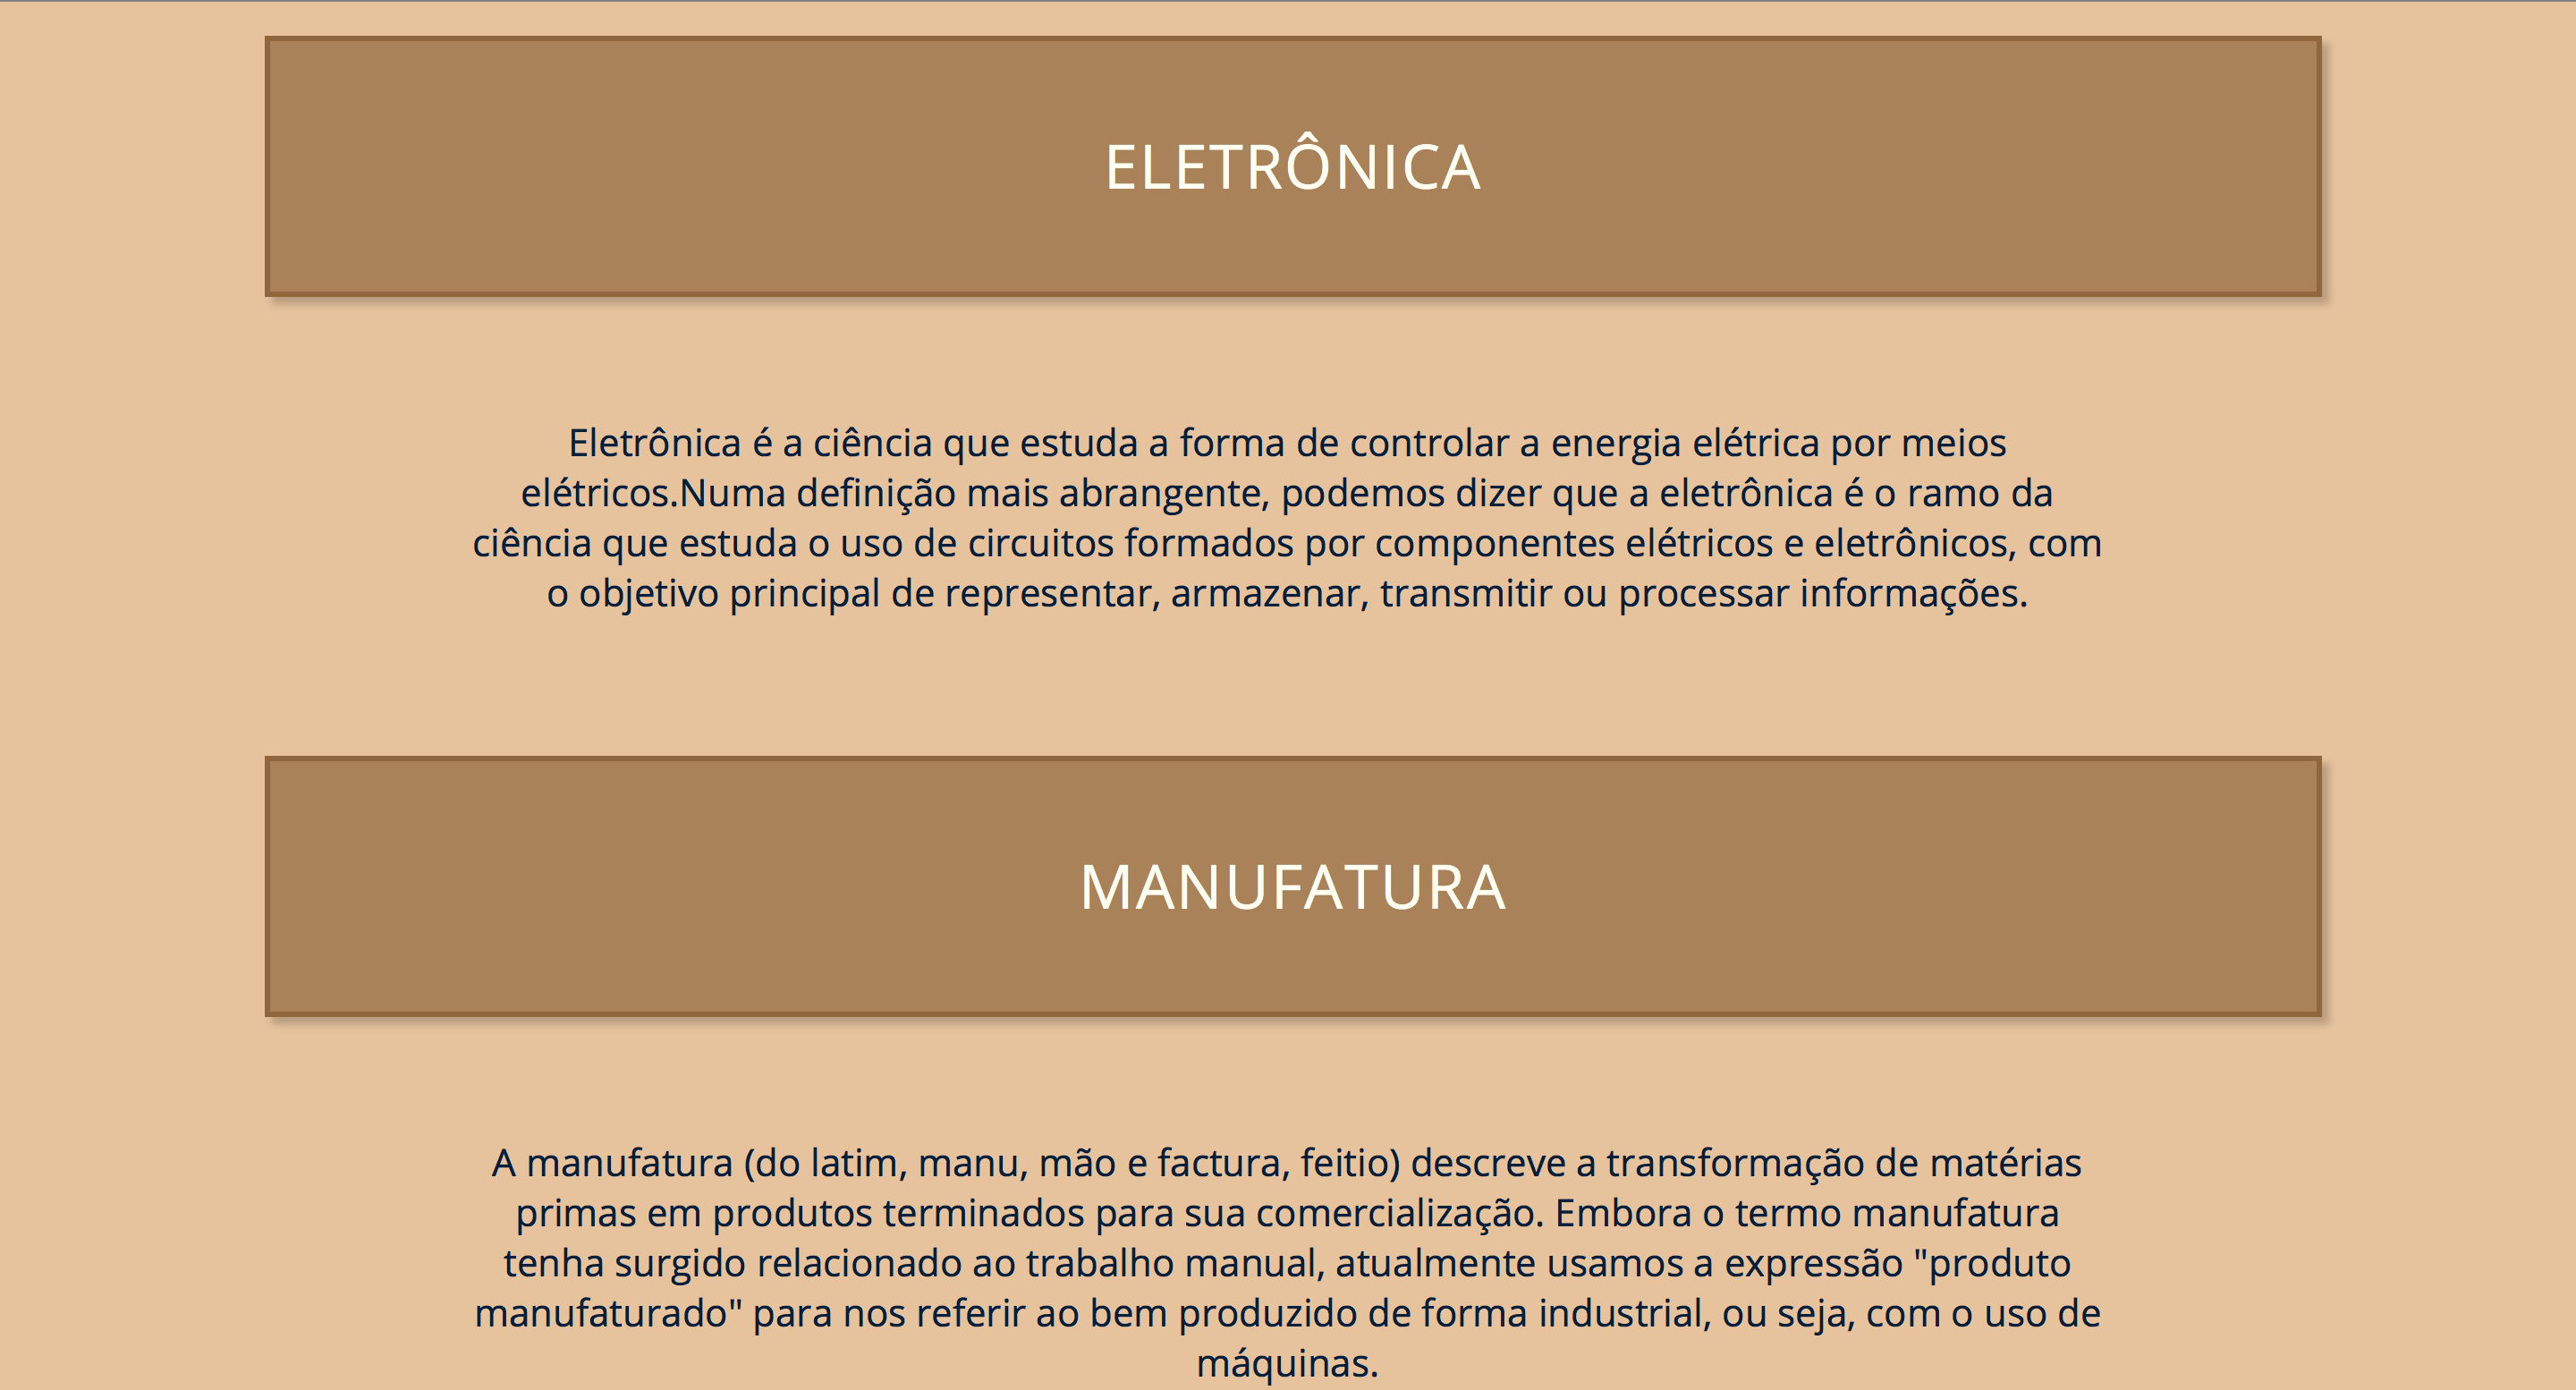 ELETRÔNICA
Eletrônica é a ciência que estuda a forma de controlar a energia elétrica por meios
elétricos.Numa definição mais abrangente, podemos dizer que a eletrônica é o ramo da
ciência que estuda o uso de circuitos formados por componentes elétricos e eletrônicos, com
o objetivo principal de representar, armazenar, transmitir ou processar informações.
MANUFATURA
A manufatura (do latim, manu, mão e factura, feitio) descreve a transformação de matérias
primas em produtos terminados para sua comercialização. Embora o termo manufatura
tenha surgido relacionado ao trabalho manual, atualmente usamos a expressão "produto
manufaturado" para nos referir ao bem produzido de forma industrial, ou seja, com o uso de
máquinas.